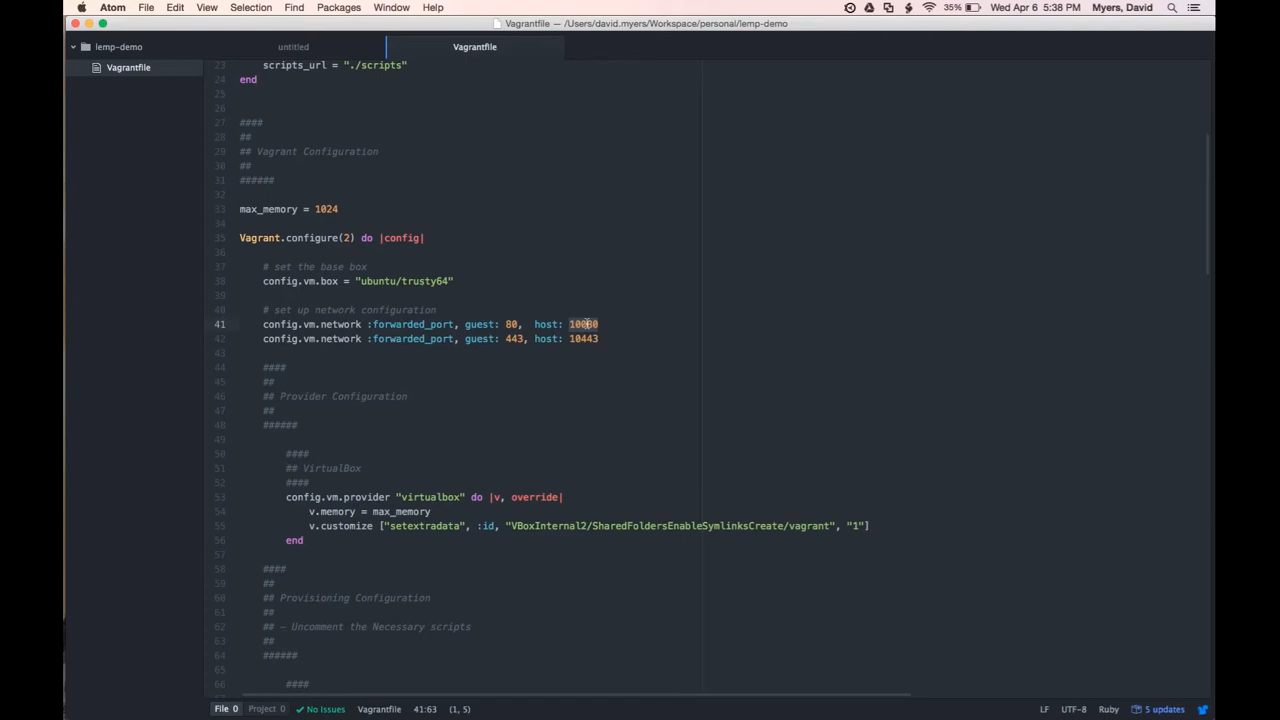 Atom File Edit View Selection Find Packages Window Help 35% Wed Apr 6 5:38 PM Myers, David
Vagrantfile — /Users/david.myers/Workspace/personal/lemp-demo
lemp-demo
Vagrantfile
untitled
Vagrantfile
23 scripts_url = "./scripts"
24 end
25
26
27 ####
28 ##
29 ## Vagrant Configuration
30 ##
31 ######
32
33 max_memory = 1024
34
35 Vagrant.configure(2) do |config|
36
37 # set the base box
38 config.vm.box = "ubuntu/trusty64"
39
40 # set up network configuration
41 config.vm.network :forwarded_port, guest: 80, host: 10080
42 config.vm.network :forwarded_port, guest: 443, host: 10443
43
44 ####
45 ##
46 ## Provider Configuration
47 ##
48 ######
49
50 ####
51 ## VirtualBox
52 ####
53 config.vm.provider "virtualbox" do |v, override|
54 v.memory = max_memory
55 v.customize ["setextradata", :id, "VBoxInternal2/SharedFoldersEnableSymlinksCreate/vagrant", "1"]
56 end
57
58 ####
59 ##
60 ## Provisioning Configuration
61 ##
62 ## – Uncomment the Necessary scripts
63 ##
64 ######
65
66 ####
File 0 Project 0 No Issues Vagrantfile 41:63 (1, 5) LF UTF-8 Ruby 5 updates